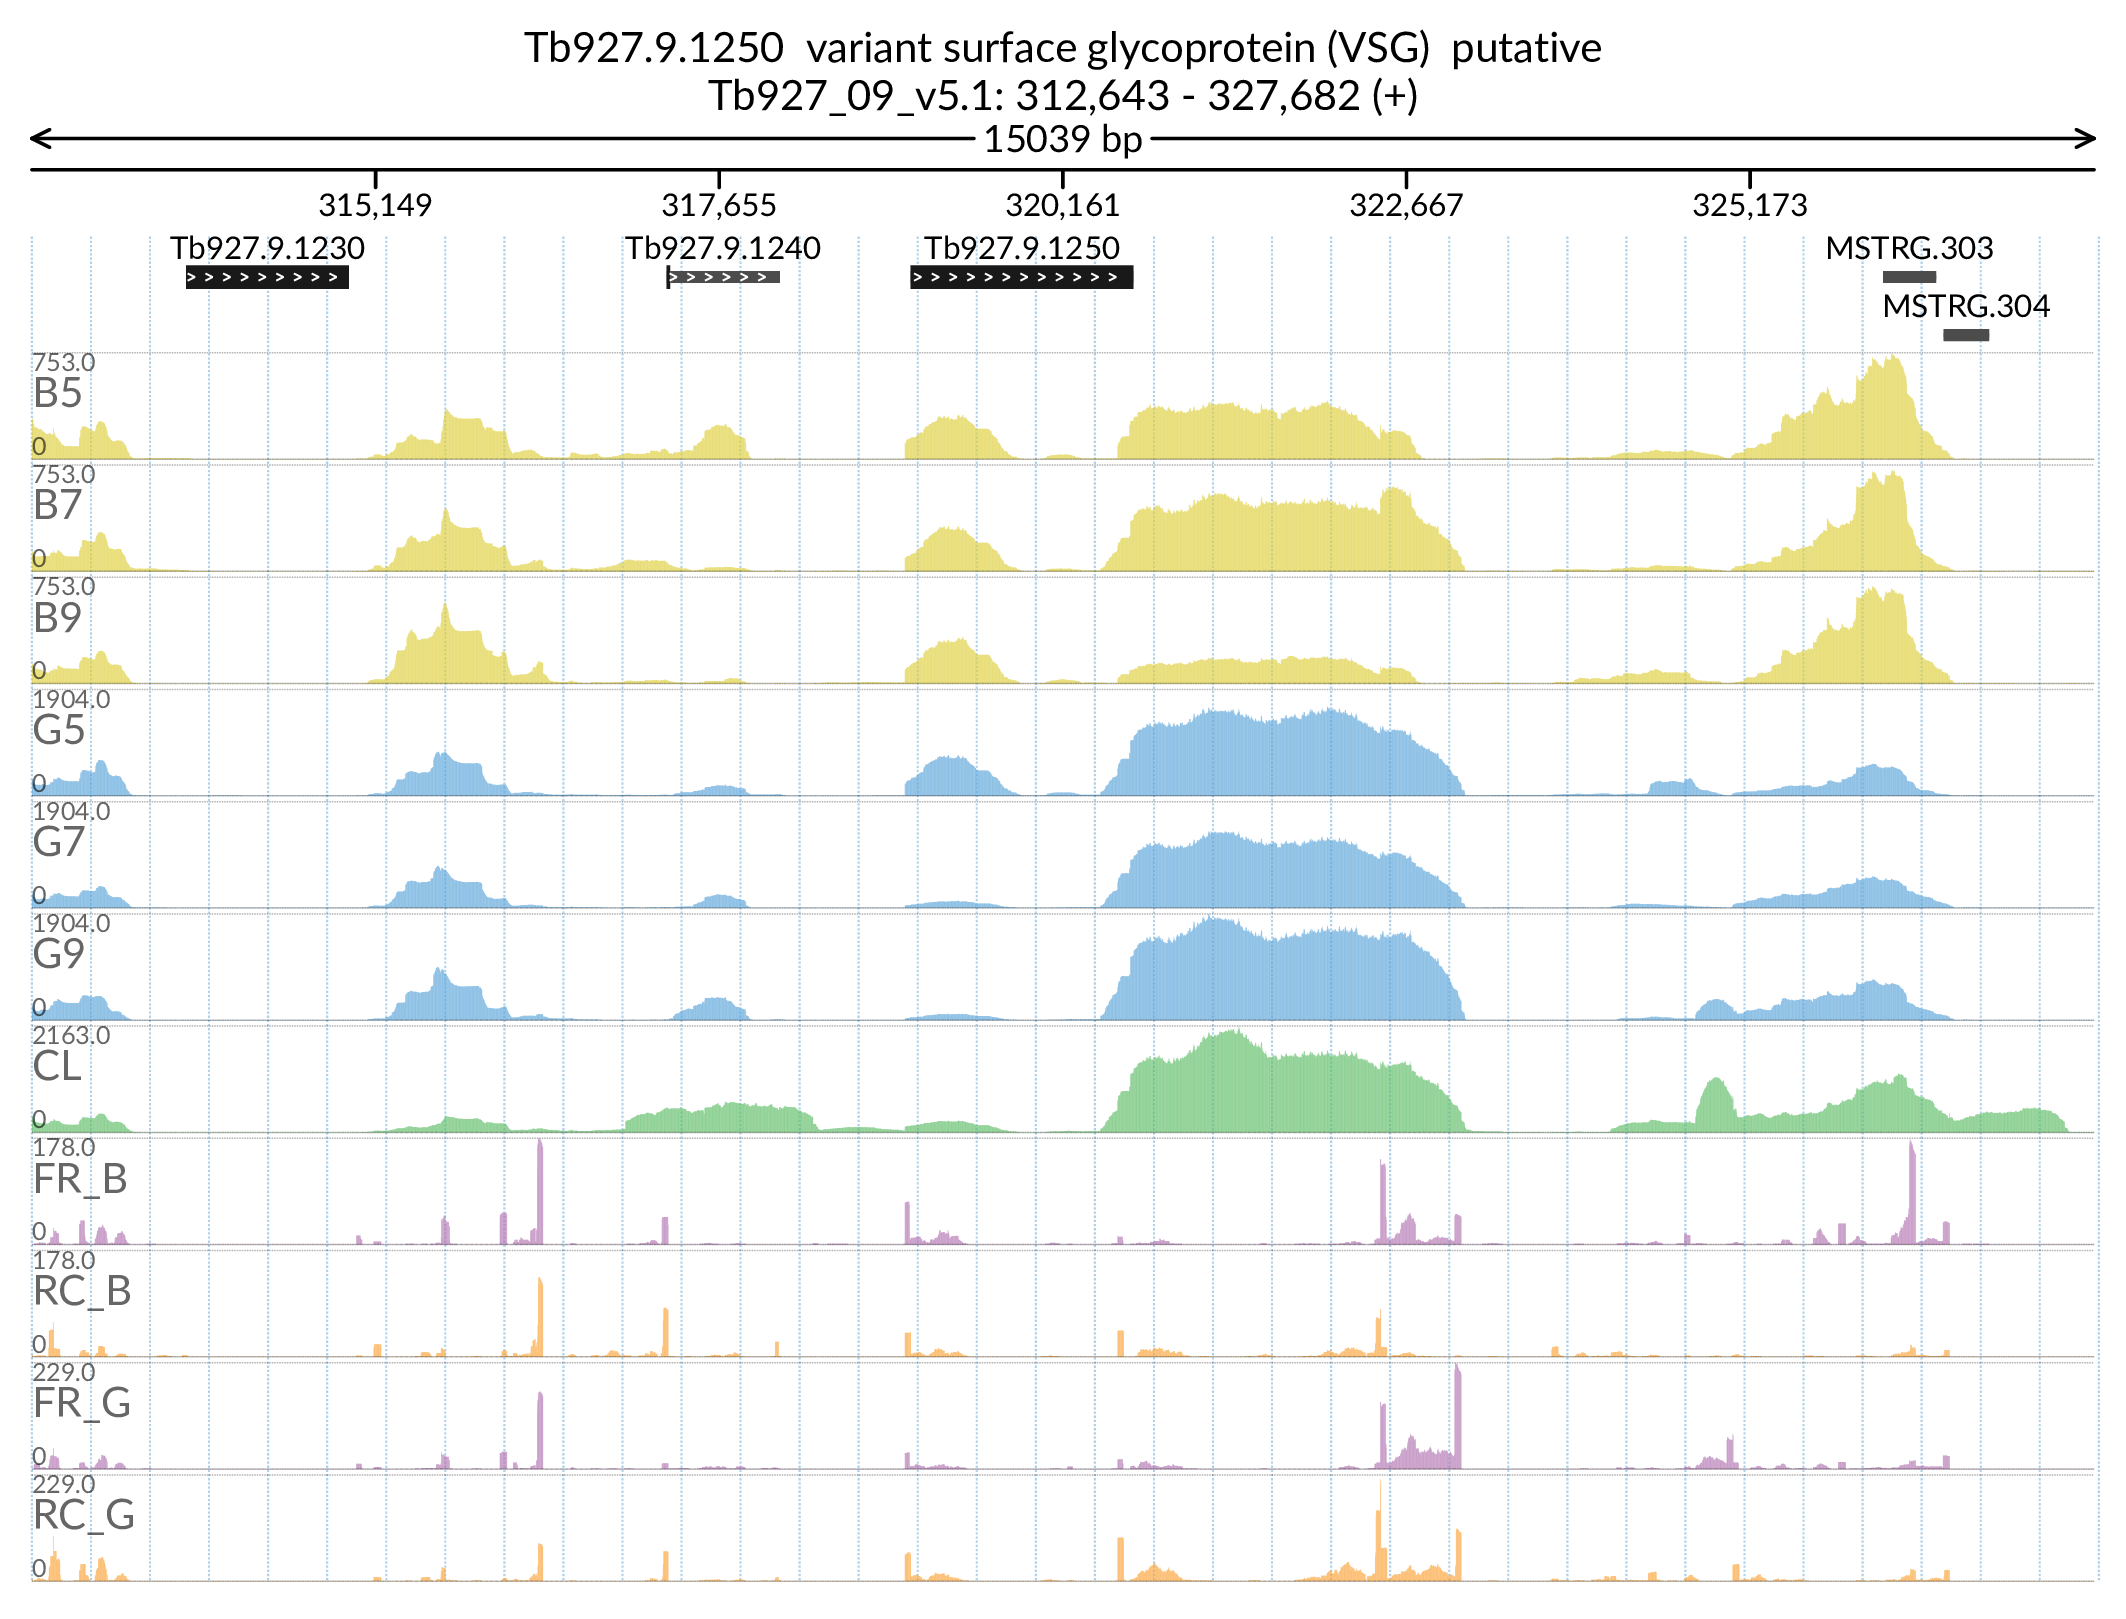 Tb927.9.1250  variant surface glycoprotein (VSG)  putative
Tb927_09_v5.1: 312,643 - 327,682 (+)
15039 bp
315,149 317,655 320,161 322,667 325,173
Tb927.9.1230 Tb927.9.1240 Tb927.9.1250 MSTRG.303
MSTRG.304
753.0
B5
0
753.0
B7
0
753.0
B9
0
1904.0
G5
0
1904.0
G7
0
1904.0
G9
0
2163.0
CL
0
178.0
FR_B
0
178.0
RC_B
0
229.0
FR_G
0
229.0
RC_G
0